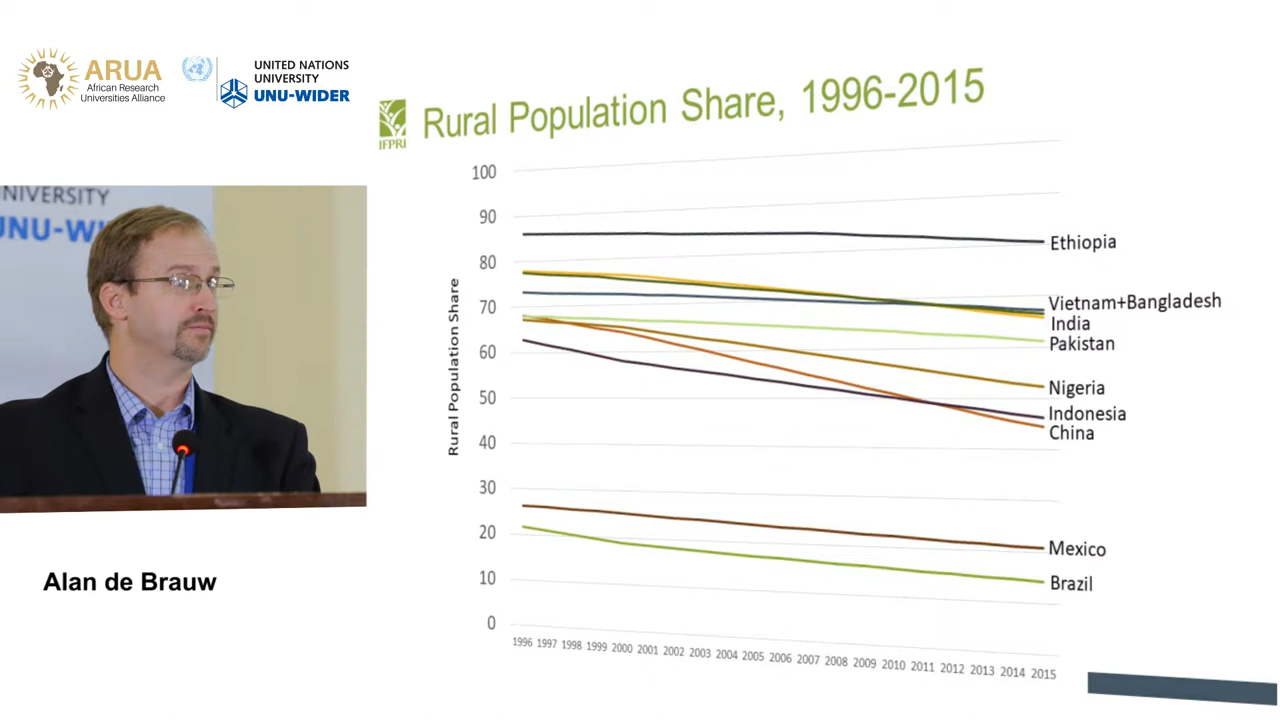 ARUA
African Research
Universities Alliance
UNITED NATIONS
UNIVERSITY
UNU-WIDER
IFPRI
Rural Population Share, 1996-2015
NIVERSITY
UNU-WI
Alan de Brauw
Rural Population Share
100
90
80
70
60
50
40
30
20
10
0
Ethiopia
Vietnam+Bangladesh
India
Pakistan
Nigeria
Indonesia
China
Mexico
Brazil
1996 1997 1998 1999 2000 2001 2002 2003 2004 2005 2006 2007 2008 2009 2010 2011 2012 2013 2014 2015